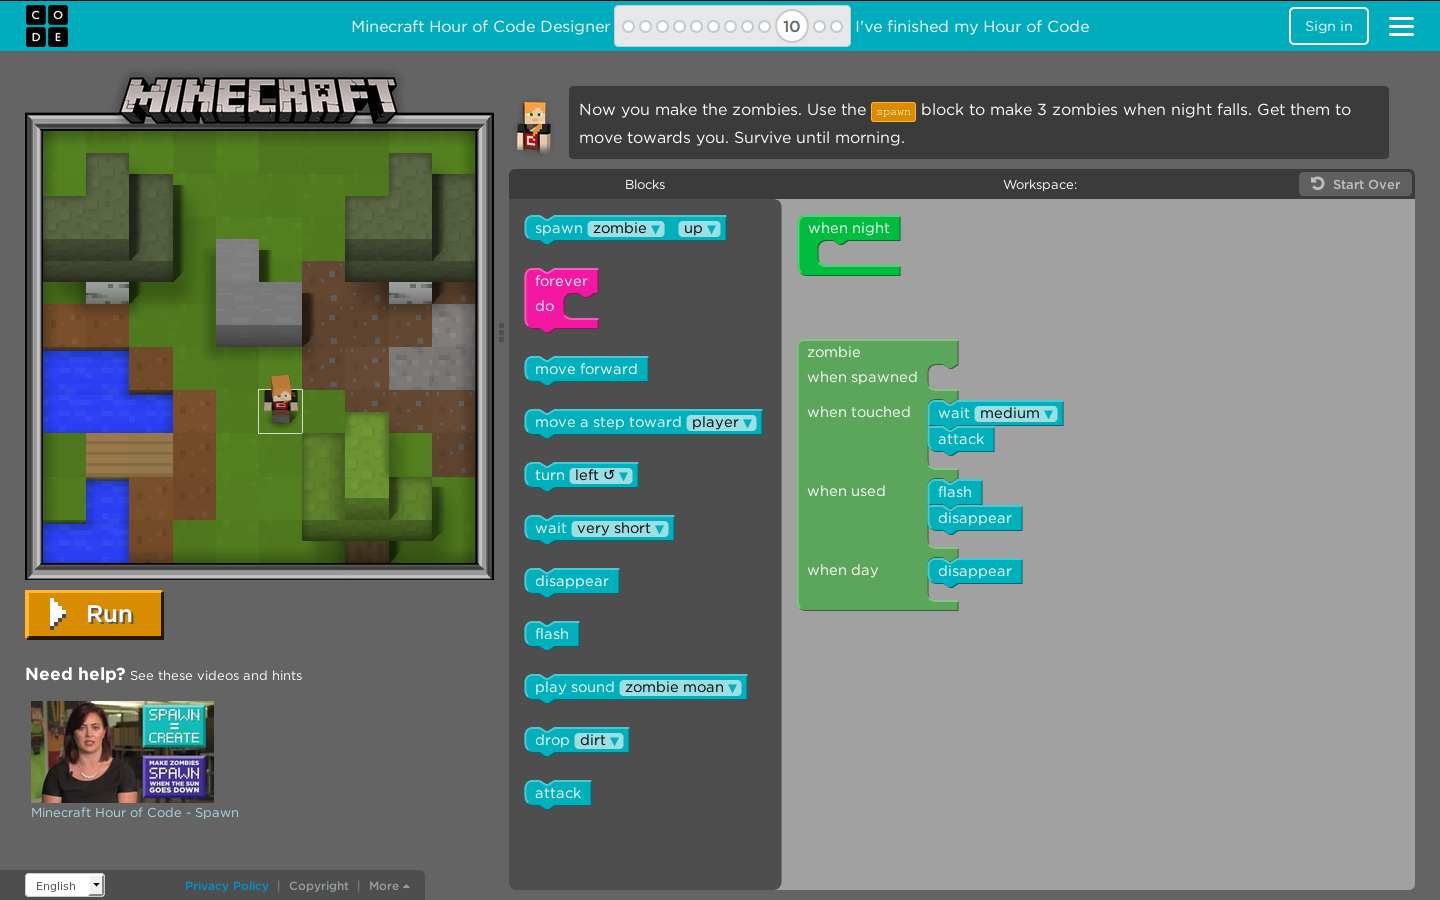 CODE
Minecraft Hour of Code Designer 10 I've finished my Hour of Code
Sign in
MINECRAFT
Now you make the zombies. Use the spawn block to make 3 zombies when night falls. Get them to
move towards you. Survive until morning.
Blocks
Workspace:
Start Over
spawn zombie ▼ up ▼
forever
do
move forward
move a step toward player ▼
turn left ↺ ▼
wait very short ▼
disappear
flash
play sound zombie moan ▼
drop dirt ▼
attack
when night
zombie
when spawned
when touched
wait medium ▼
attack
when used
flash
disappear
when day
disappear
Run
Need help? See these videos and hints
SPAWN
=
CREATE
MAKE ZOMBIES
SPAWN
WHEN THE SUN
GOES DOWN
Minecraft Hour of Code - Spawn
English
Privacy Policy | Copyright | More